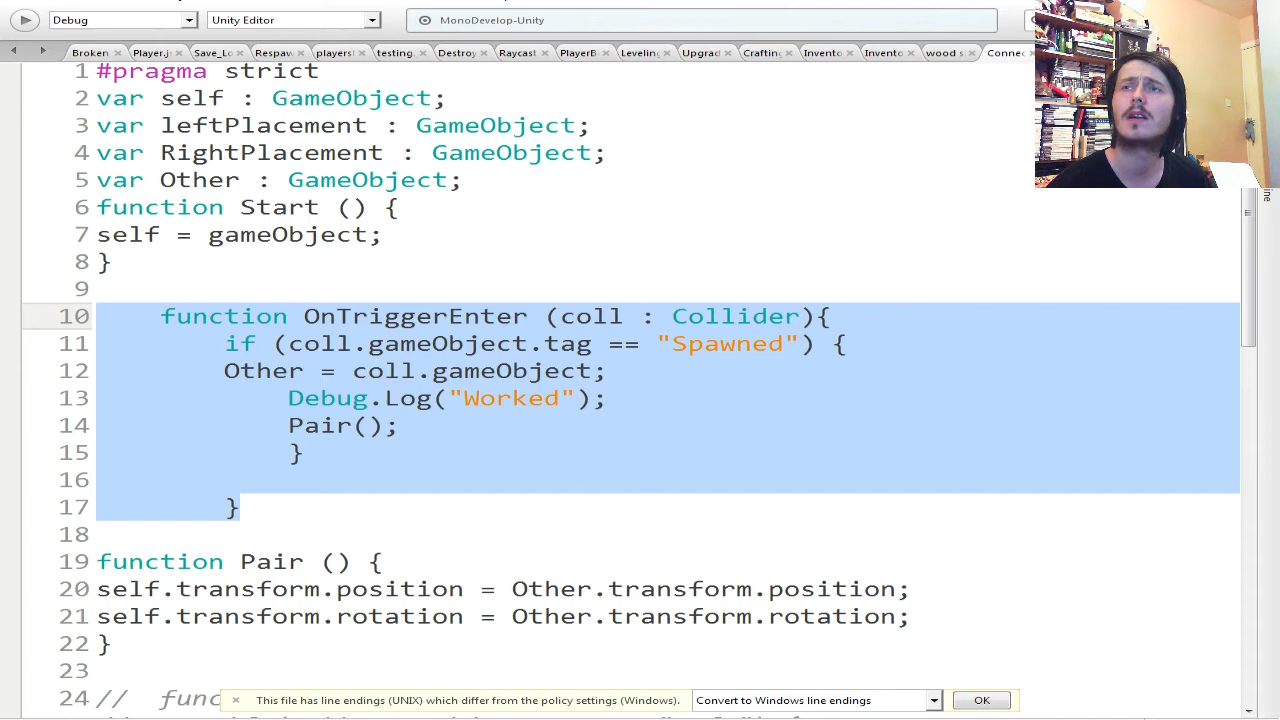 Debug Unity Editor MonoDevelop-Unity
Broken Player.j Save_Lo Respaw players! testing. Destroy Raycast PlayerB Leveling Upgrad Crafting Invento Invento wood s Connec
1 #pragma strict
2 var self : GameObject;
3 var leftPlacement : GameObject;
4 var RightPlacement : GameObject;
5 var Other : GameObject;
6 function Start () {
7 self = gameObject;
8 }
9
10 function OnTriggerEnter (coll : Collider){
11 if (coll.gameObject.tag == "Spawned") {
12 Other = coll.gameObject;
13 Debug.Log("Worked");
14 Pair();
15 }
16
17 }
18
19 function Pair () {
20 self.transform.position = Other.transform.position;
21 self.transform.rotation = Other.transform.rotation;
22 }
23
24 // func
This file has line endings (UNIX) which differ from the policy settings (Windows). Convert to Windows line endings OK